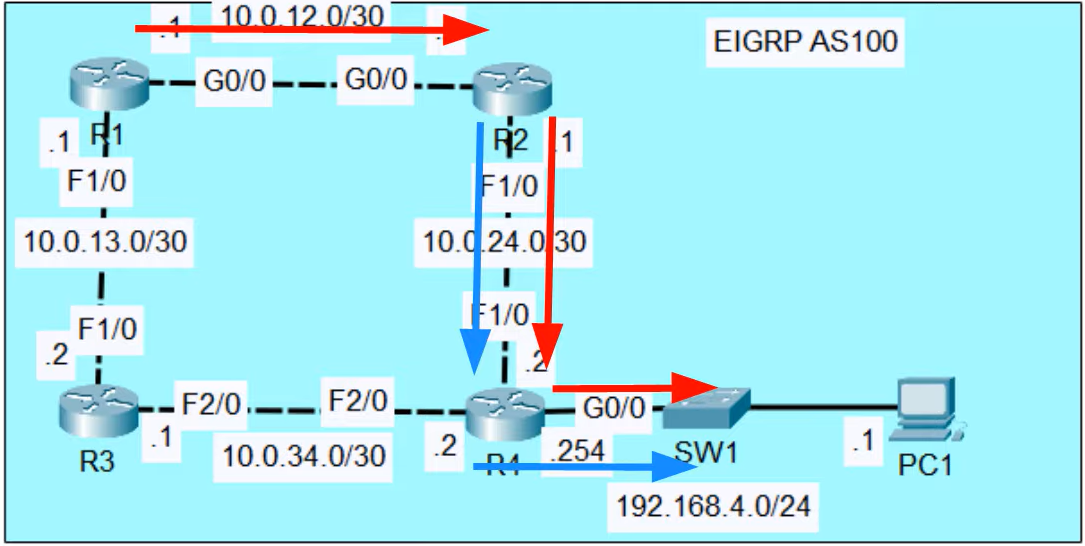 .1
10.0.12.0/30
EIGRP AS100
G0/0
G0/0
.1
R1
R2
.1
F1/0
F1/0
10.0.13.0/30
10.0.24.0/30
F1/0
F1/0
.2
.2
F2/0
F2/0
G0/0
.1
.2
.254
.1
R3
10.0.34.0/30
R4
SW1
PC1
192.168.4.0/24